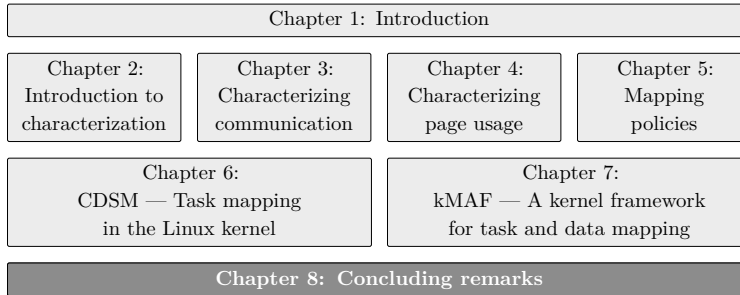 Chapter 1: Introduction
Chapter 2:
Introduction to
characterization
Chapter 3:
Characterizing
communication
Chapter 4:
Characterizing
page usage
Chapter 5:
Mapping
policies
Chapter 6:
CDSM — Task mapping
in the Linux kernel
Chapter 7:
kMAF — A kernel framework
for task and data mapping
Chapter 8: Concluding remarks